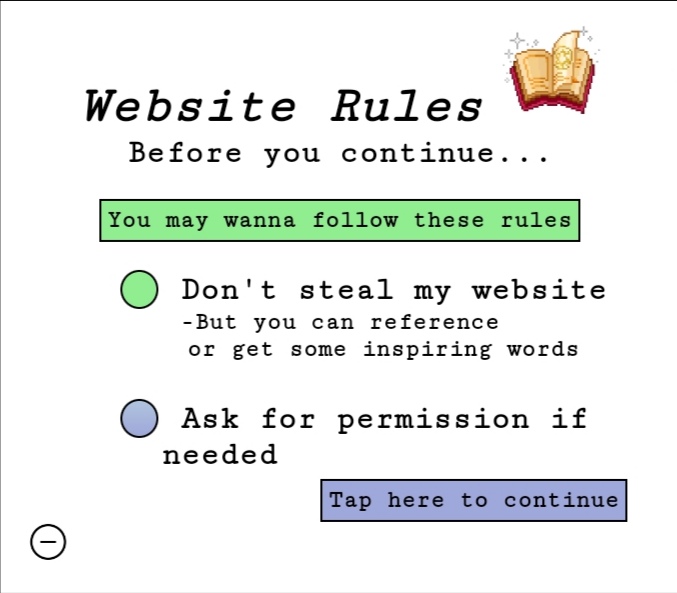 Website Rules
Before you continue...
You may wanna follow these rules
Don't steal my website
-But you can reference
or get some inspiring words
Ask for permission if
needed
Tap here to continue